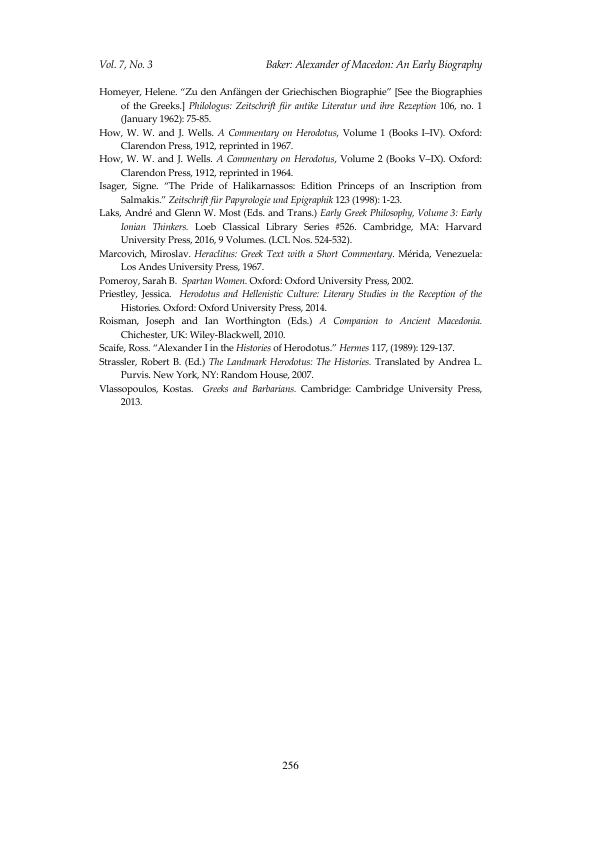 Vol. 7, No. 3 Baker: Alexander of Macedon: An Early Biography
Homeyer, Helene. “Zu den Anfängen der Griechischen Biographie” [See the Biographies
of the Greeks.] Philologus: Zeitschrift für antike Literatur und ihre Rezeption 106, no. 1
(January 1962): 75-85.
How, W. W. and J. Wells. A Commentary on Herodotus, Volume 1 (Books I–IV). Oxford:
Clarendon Press, 1912, reprinted in 1967.
How, W. W. and J. Wells. A Commentary on Herodotus, Volume 2 (Books V–IX). Oxford:
Clarendon Press, 1912, reprinted in 1964.
Isager, Signe. “The Pride of Halikarnassos: Edition Princeps of an Inscription from
Salmakis.” Zeitschrift für Papyrologie und Epigraphik 123 (1998): 1-23.
Laks, André and Glenn W. Most (Eds. and Trans.) Early Greek Philosophy, Volume 3: Early
Ionian Thinkers. Loeb Classical Library Series #526. Cambridge, MA: Harvard
University Press, 2016, 9 Volumes. (LCL Nos. 524-532).
Marcovich, Miroslav. Heraclitus: Greek Text with a Short Commentary. Mérida, Venezuela:
Los Andes University Press, 1967.
Pomeroy, Sarah B. Spartan Women. Oxford: Oxford University Press, 2002.
Priestley, Jessica. Herodotus and Hellenistic Culture: Literary Studies in the Reception of the
Histories. Oxford: Oxford University Press, 2014.
Roisman, Joseph and Ian Worthington (Eds.) A Companion to Ancient Macedonia.
Chichester, UK: Wiley-Blackwell, 2010.
Scaife, Ross. “Alexander I in the Histories of Herodotus.” Hermes 117, (1989): 129-137.
Strassler, Robert B. (Ed.) The Landmark Herodotus: The Histories. Translated by Andrea L.
Purvis. New York, NY: Random House, 2007.
Vlassopoulos, Kostas. Greeks and Barbarians. Cambridge: Cambridge University Press,
2013.
256